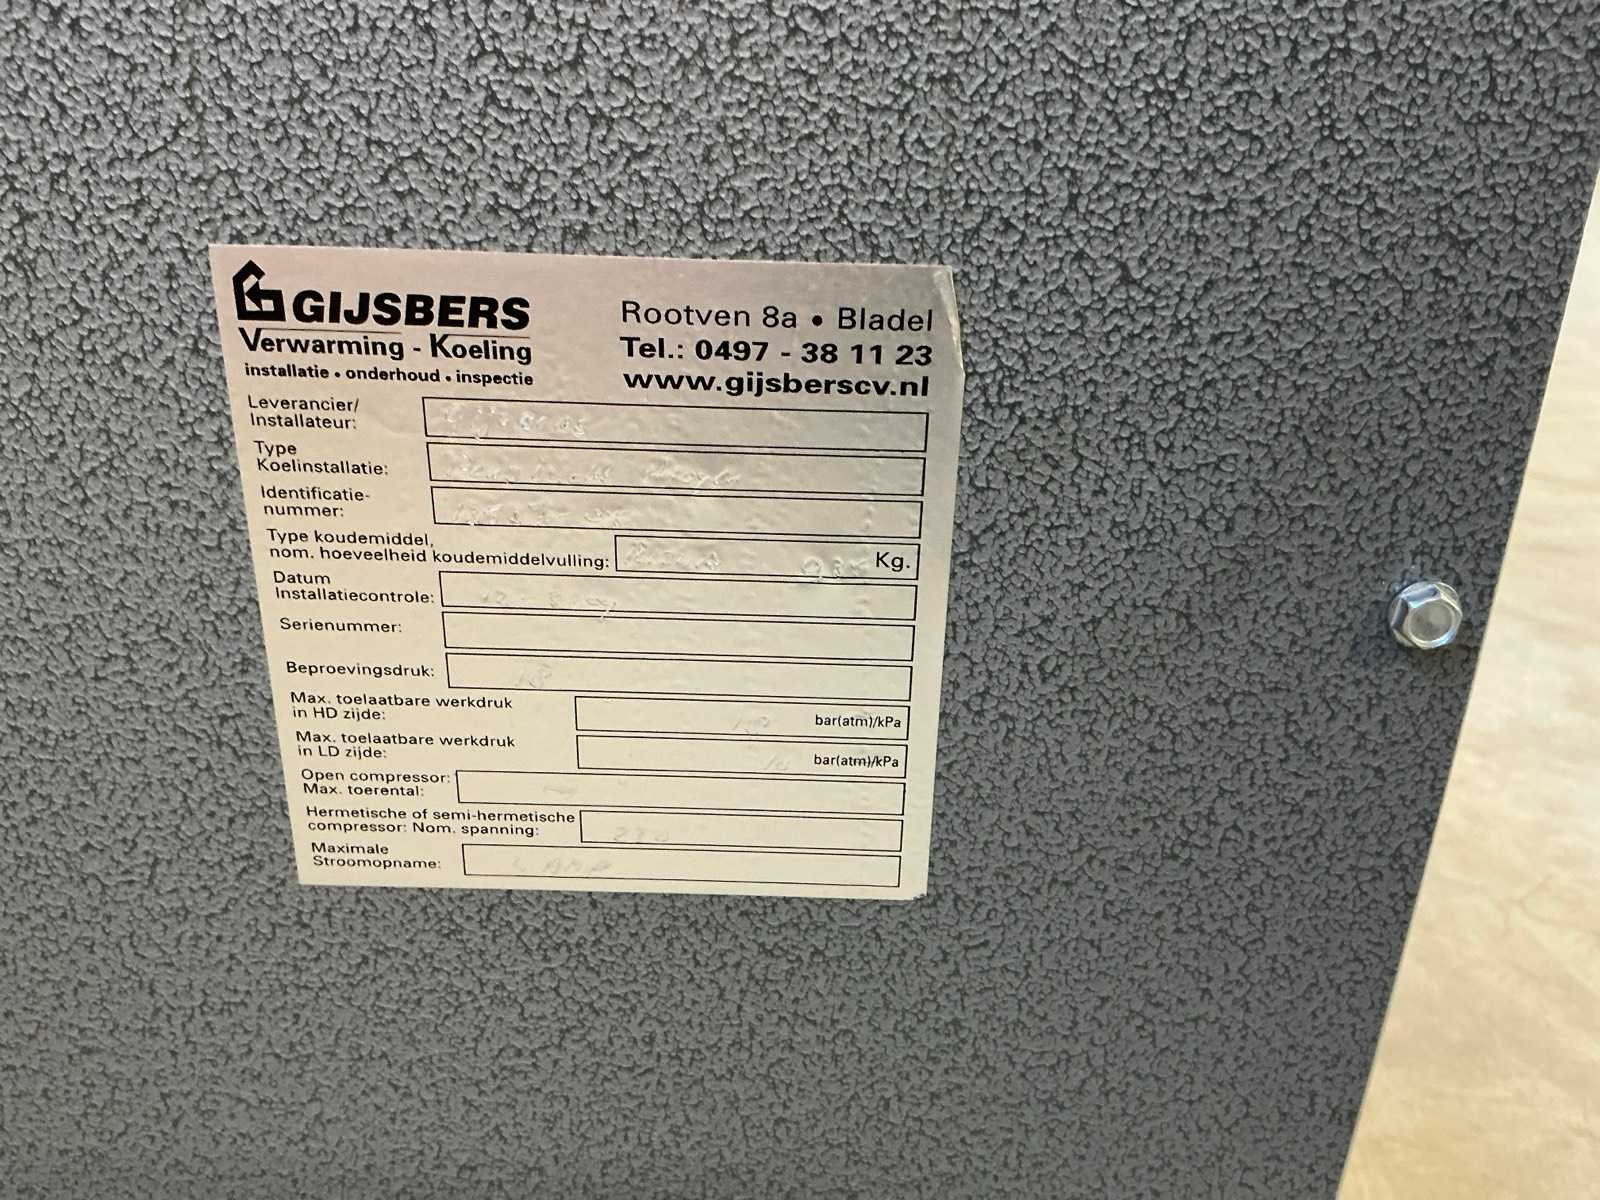 GIJSBERS
Verwarming - Koeling
installatie • onderhoud • inspectie
Rootven 8a • Bladel
Tel.: 0497 - 38 11 23
www.gijsberscv.nl
Leverancier/
Installateur:
Type
Koelinstallatie:
Identificatie-
nummer:
Type koudemiddel,
nom. hoeveelheid koudemiddelvulling: Kg.
Datum
Installatiecontrole:
Serienummer:
Beproevingsdruk:
Max. toelaatbare werkdruk
in HD zijde: bar(atm)/kPa
Max. toelaatbare werkdruk
in LD zijde: bar(atm)/kPa
Open compressor:
Max. toerental:
Hermetische of semi-hermetische
compressor: Nom. spanning: 220
Maximale
Stroomopname: AMP